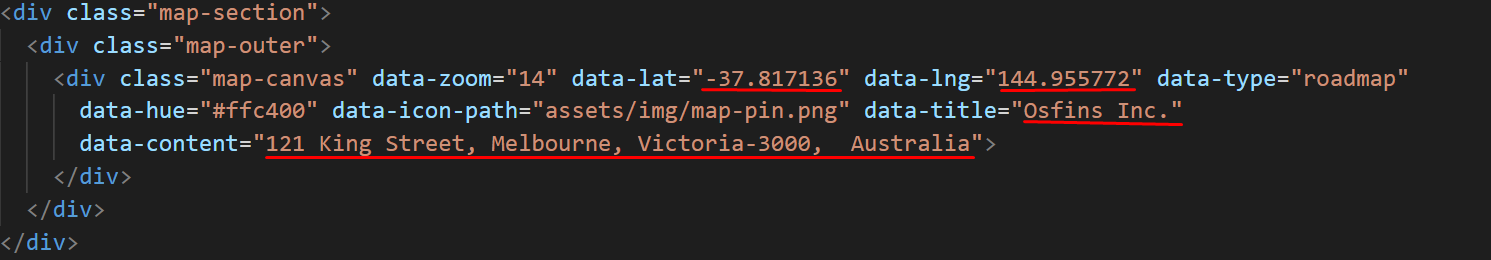 <div class="map-section">
<div class="map-outer">
<div class="map-canvas" data-zoom="14" data-lat="-37.817136" data-lng="144.955772" data-type="roadmap"
data-hue="#ffc400" data-icon-path="assets/img/map-pin.png" data-title="Osfins Inc."
data-content="121 King Street, Melbourne, Victoria-3000,  Australia">
</div>
</div>
</div>